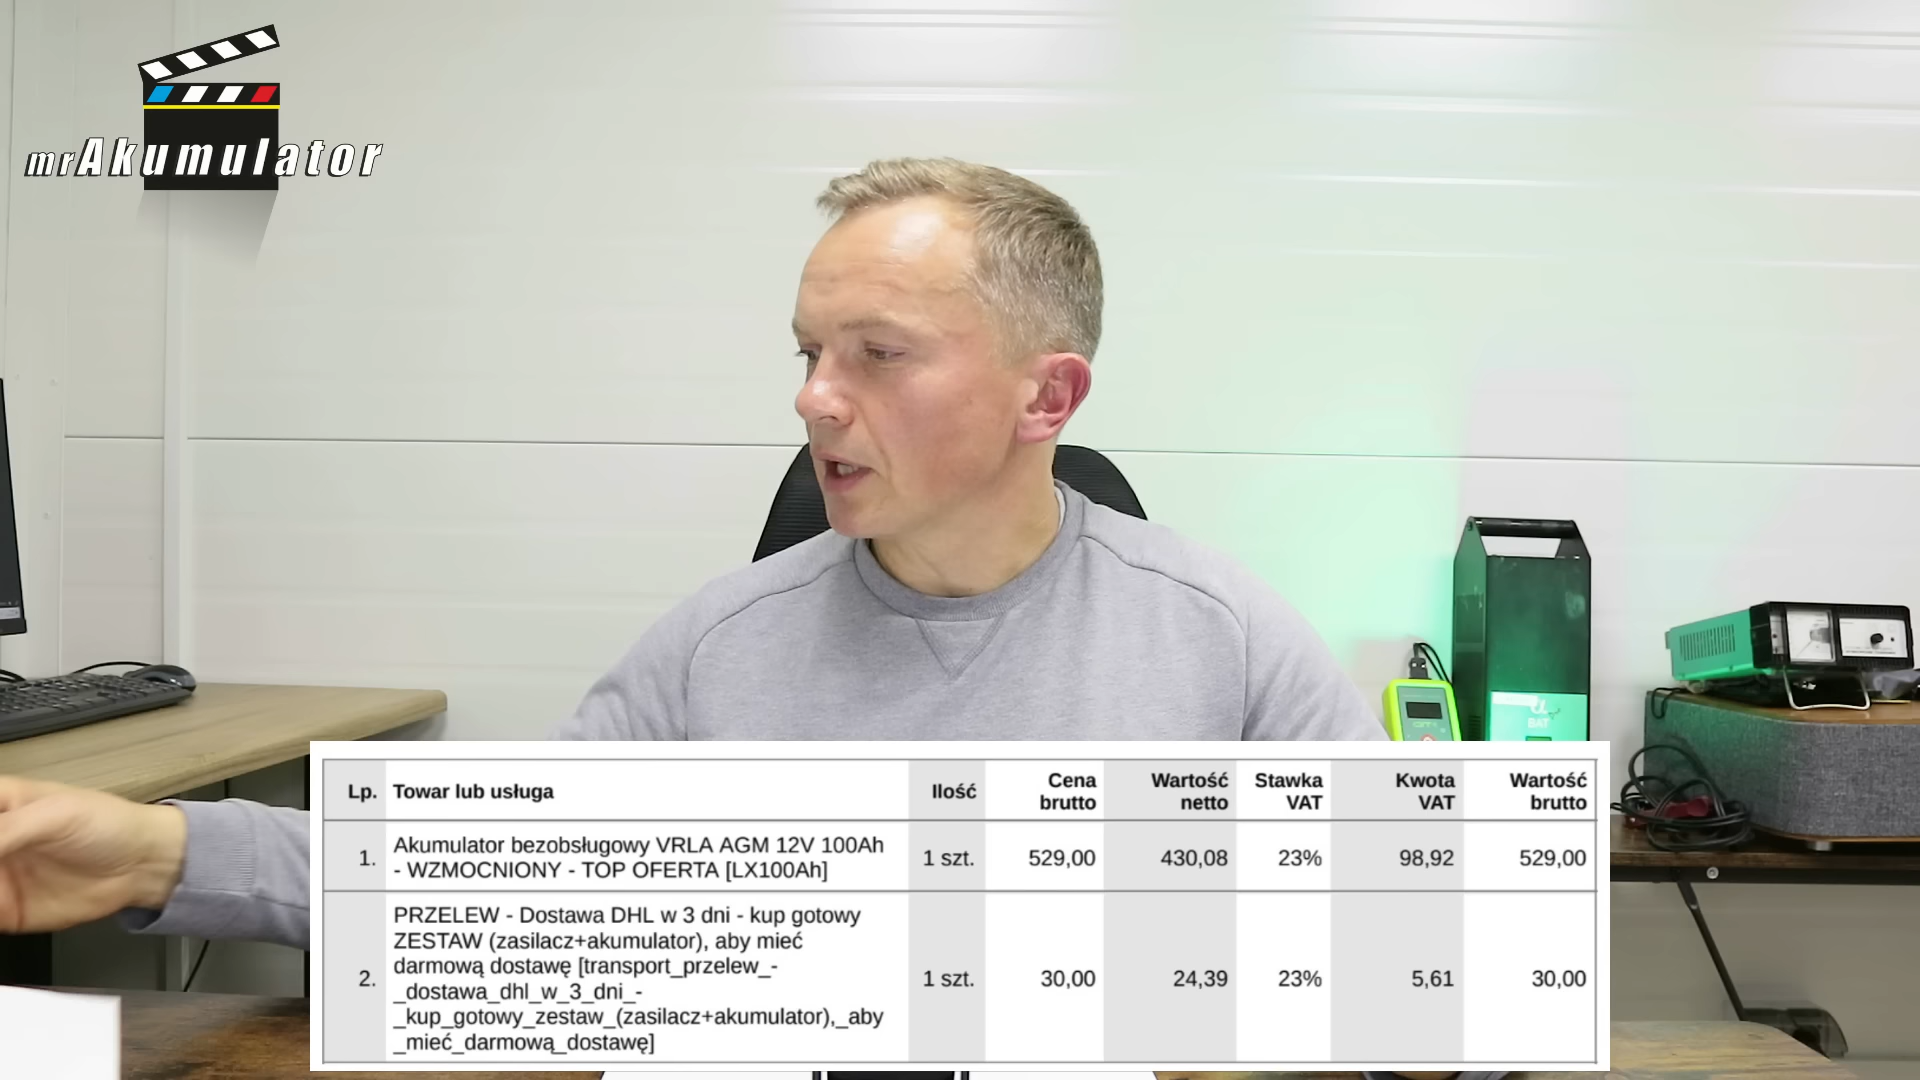 mrAkumulator
BAT
Lp. Towar lub usługa Ilość Cena brutto Wartość netto Stawka VAT Kwota VAT Wartość brutto
1. Akumulator bezobsługowy VRLA AGM 12V 100Ah
- WZMOCNIONY - TOP OFERTA [LX100Ah] 1 szt. 529,00 430,08 23% 98,92 529,00
2. PRZELEW - Dostawa DHL w 3 dni - kup gotowy
ZESTAW (zasilacz+akumulator), aby mieć
darmową dostawę [transport_przelew_-
_dostawa_dhl_w_3_dni_-
_kup_gotowy_zestaw_(zasilacz+akumulator),_aby
_mieć_darmową_dostawę] 1 szt. 30,00 24,39 23% 5,61 30,00